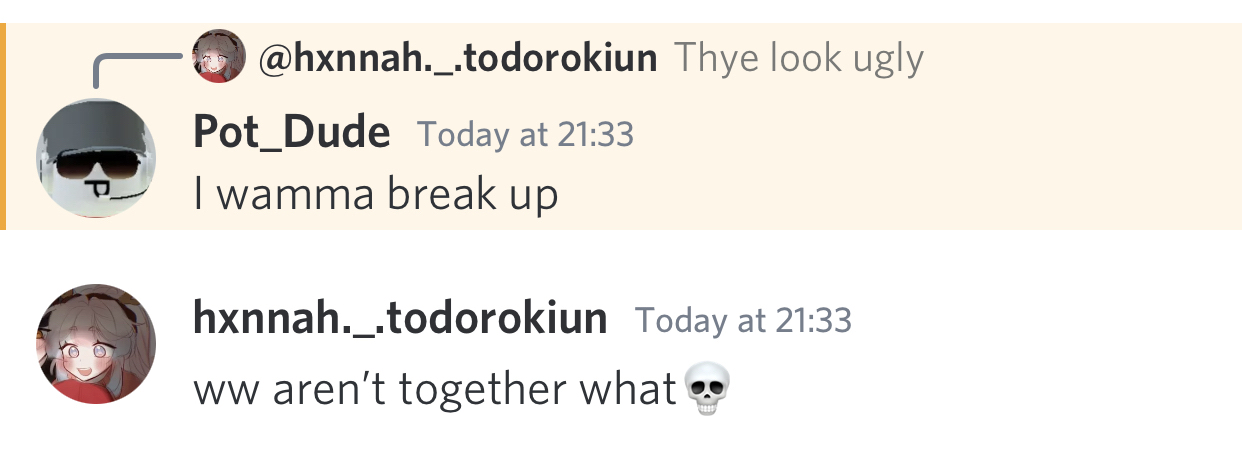 @hxnnah._.todorokiun Thye look ugly
Pot_Dude Today at 21:33
I wamma break up
hxnnah._.todorokiun Today at 21:33
ww aren't together what💀